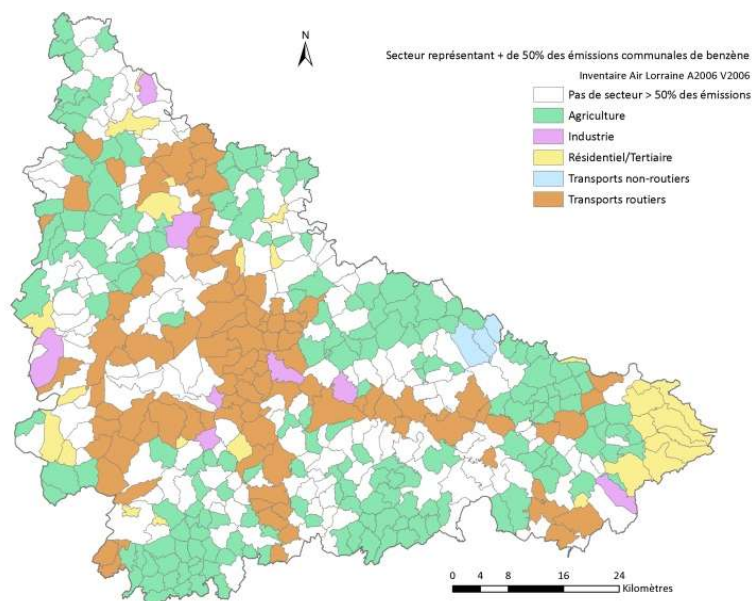 N
Secteur représentant + de 50% des émissions communales de benzène
Inventaire Air Lorraine A2006 V2006
Pas de secteur > 50% des émissions
Agriculture
Industrie
Résidentiel/Tertiaire
Transports non-routiers
Transports routiers
0 4 8 16 24
Kilomètres